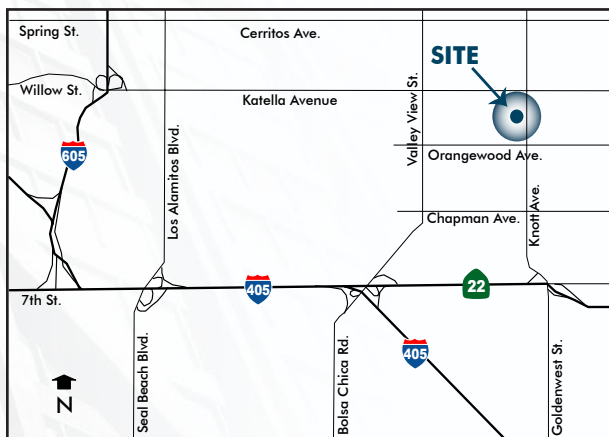 Spring St.
Cerritos Ave.
SITE
Willow St.
Katella Avenue
Valley View St.
605
Los Alamitos Blvd.
Orangewood Ave.
Knott Ave.
Chapman Ave.
7th St.
405
22
Seal Beach Blvd.
Bolsa Chica Rd.
405
Goldenwest St.
N